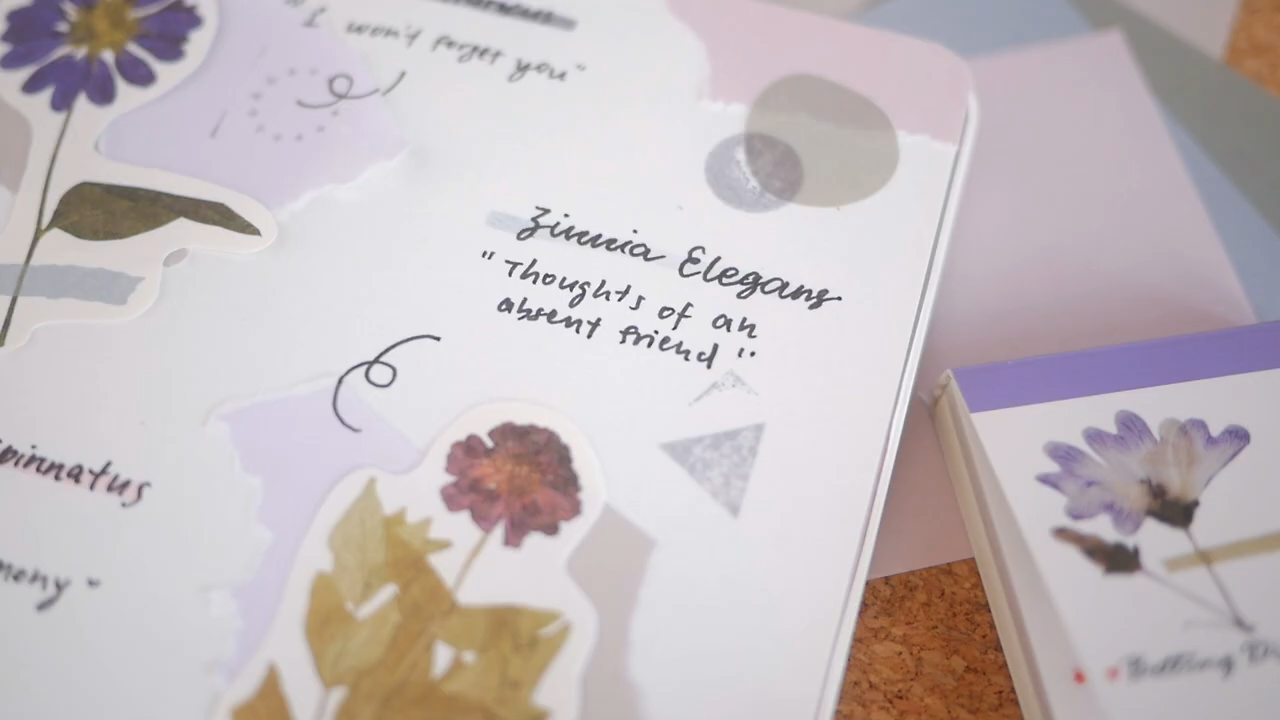 "I won't forget you"
Zinnia Elegans
"Thoughts of an
absent friend"
pinnatus
mony"